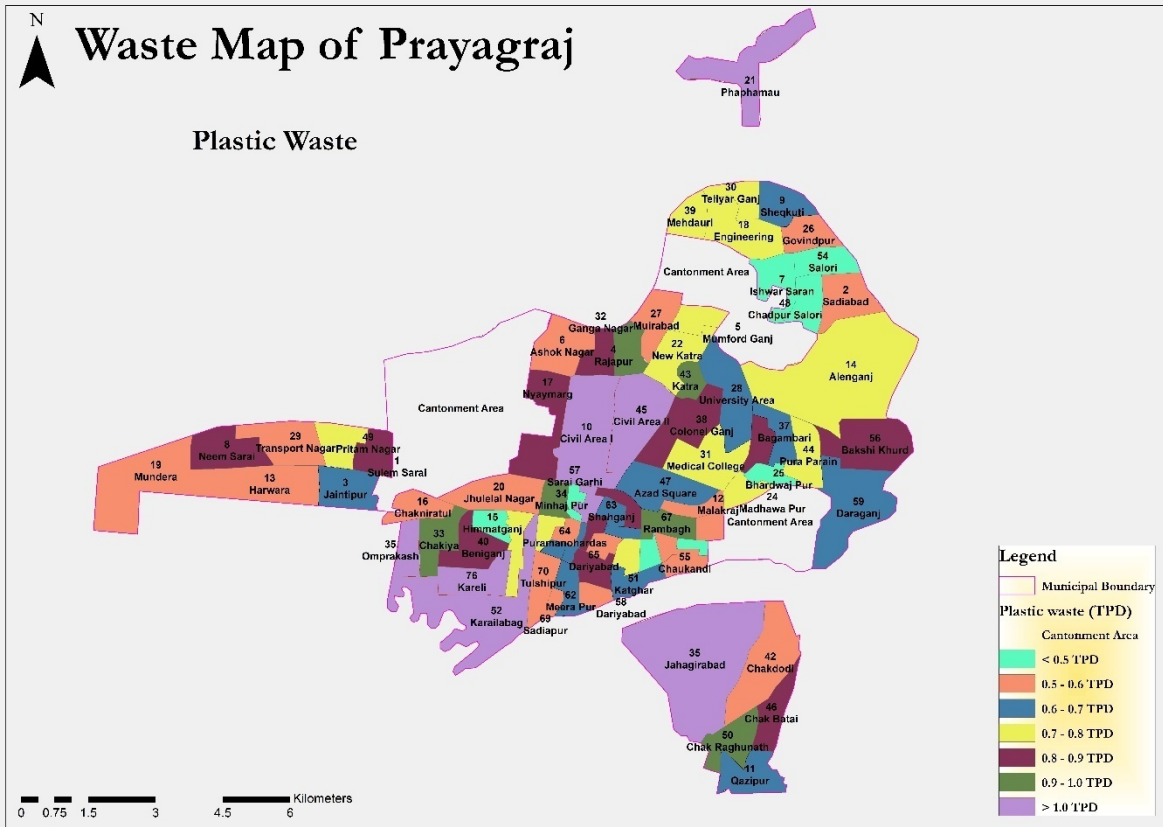 N
Waste Map of Prayagraj
Plastic Waste
21
Phaphamau
30
Teliyar Ganj
9
Sheqkuti
39
Mehdauri
18
Engineering
26
Govindpur
54
Salori
Cantonment Area
7
Ishwar Saran
2
Sadiabad
48
Chadpur Salori
32
Ganga Nagar
27
Muirabad
5
Mumford Ganj
6
Ashok Nagar
4
Rajapur
22
New Katra
14
Alenganj
43
Katra
17
Nyaymarg
28
University Area
Cantonment Area
45
Civil Area II
10
Civil Area I
38
Colonel Ganj
37
Bagambari
56
Bakshi Khurd
8
Neem Sarai
29
Transport Nagar
49
Pritam Nagar
1
Sulem Sarai
31
Medical College
44
Pura Parain
19
Mundera
13
Harwara
3
Jaintipur
57
Sarai Garhi
47
Azad Square
25
Bhardwaj Pur
24
Madhawa Pur
Cantonment Area
59
Daraganj
20
Jhulelal Nagar
34
Minhaj Pur
16
Chakniratul
63
Shahganj
12
Malakraj
67
Rambagh
15
Himmatganj
33
Chakiya
40
Beniganj
35
Omprakash
64
Puramanohardas
65
Dariyabad
55
Chaukandi
76
Kareli
70
Tulshipur
62
Meera Pur
51
Katghar
58
Dariyabad
52
Karailabag
69
Sadiapur
35
Jahagirabad
42
Chakdodi
46
Chak Batai
50
Chak Raghunath
11
Qazipur
Legend
Municipal Boundary
Plastic waste (TPD)
Cantonment Area
< 0.5 TPD
0.5 - 0.6 TPD
0.6 - 0.7 TPD
0.7 - 0.8 TPD
0.8 - 0.9 TPD
0.9 - 1.0 TPD
> 1.0 TPD
Kilometers
0 0.75 1.5 3 4.5 6